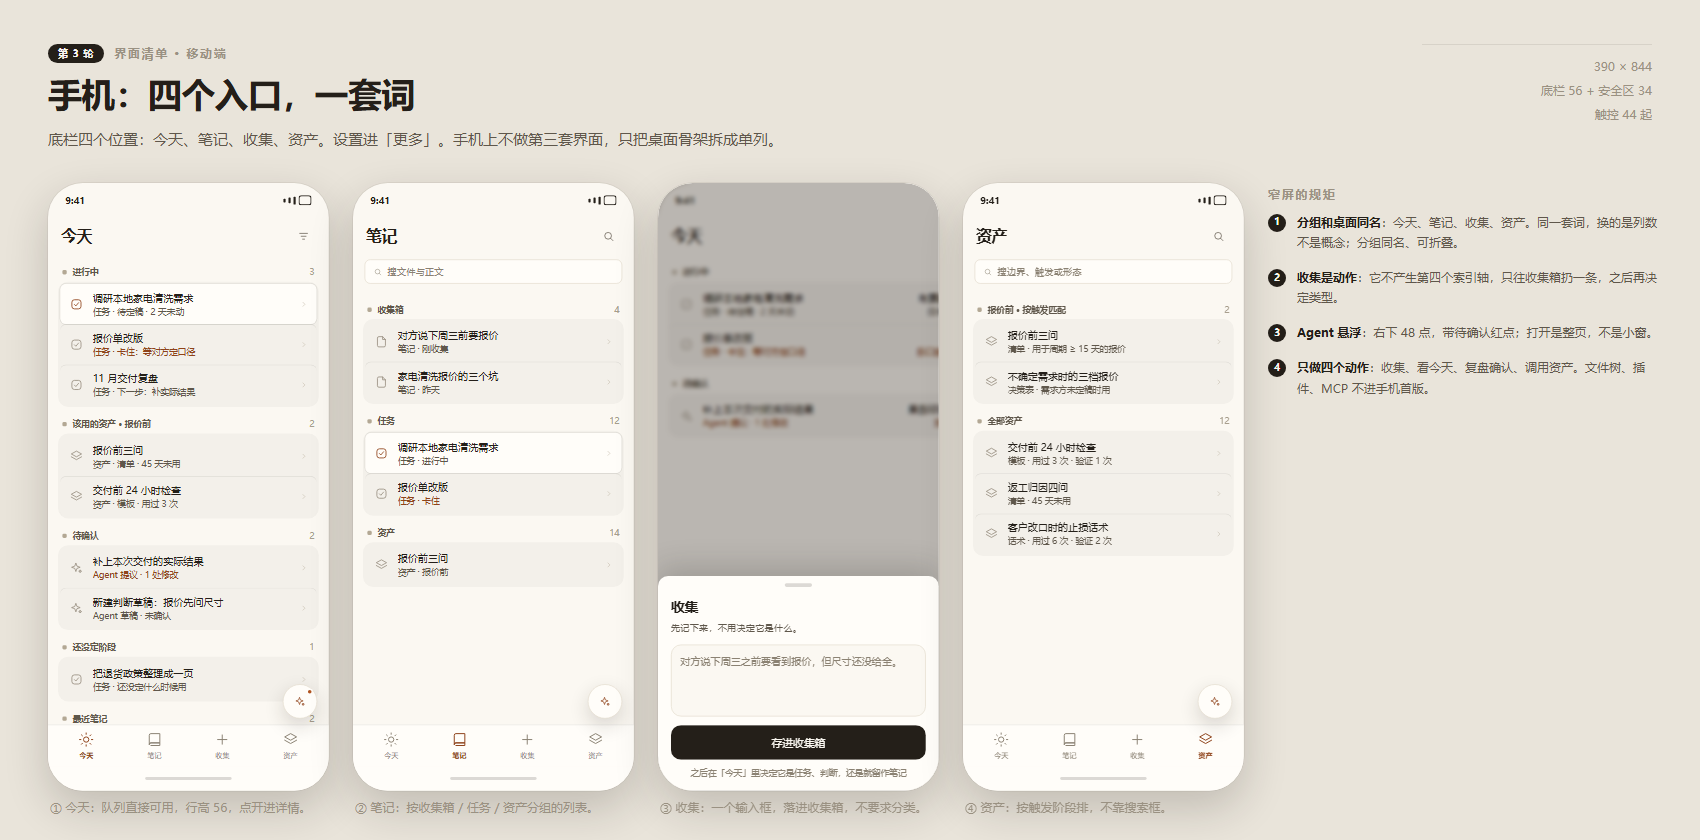 第 3 轮 界面清单 • 移动端
手机：四个入口，一套词
底栏四个位置：今天、笔记、收集、资产。设置进「更多」。手机上不做第三套界面，只把桌面骨架拆成单列。
390 × 844
底栏 56 + 安全区 34
触控 44 起
9:41
今天
进行中 3
调研本地家电清洗需求
任务 · 待定稿 · 2 天未动
报价单改版
任务 · 卡住：等对方定口径
11 月交付复盘
任务 · 下一步：补实际结果
该用的资产 • 报价前 2
报价前三问
资产 · 清单 · 45 天未用
交付前 24 小时检查
资产 · 模板 · 用过 3 次
待确认 2
补上本次交付的实际结果
Agent 提议 · 1 处修改
新建判断草稿：报价先问尺寸
Agent 草稿 · 未确认
还没定阶段 1
把退货政策整理成一页
任务 · 还没定什么时候用
最近笔记 2
今天 笔记 收集 资产
① 今天：队列直接可用，行高 56，点开进详情。
9:41
笔记
搜文件与正文
收集箱 4
对方说下周三前要报价
笔记 · 刚收集
家电清洗报价的三个坑
笔记 · 昨天
任务 12
调研本地家电清洗需求
任务 · 进行中
报价单改版
任务 · 卡住
资产 14
报价前三问
资产 · 报价前
今天 笔记 收集 资产
② 笔记：按收集箱 / 任务 / 资产分组的列表。
9:41
今天
收集
先记下来，不用决定它是什么。
对方说下周三之前要看到报价，但尺寸还没给全。
存进收集箱
之后在「今天」里决定它是任务、判断，还是就留作笔记
③ 收集：一个输入框，落进收集箱，不要求分类。
9:41
资产
搜边界、触发或形态
报价前 • 按触发匹配 2
报价前三问
清单 · 用于周期 ≥ 15 天的报价
不确定需求时的三档报价
决策表 · 需求方未定稿时用
全部资产 12
交付前 24 小时检查
模板 · 用过 3 次 · 验证 1 次
返工归因四问
清单 · 45 天未用
客户改口时的止损话术
话术 · 用过 6 次 · 验证 2 次
今天 笔记 收集 资产
④ 资产：按触发阶段排，不靠搜索框。
窄屏的规矩
1 分组和桌面同名：今天、笔记、收集、资产。同一套词，换的是列数
不是概念；分组同名、可折叠。
2 收集是动作：它不产生第四个索引轴，只往收集箱扔一条，之后再决
定类型。
3 Agent 悬浮：右下 48 点，带待确认红点；打开是整页，不是小窗。
4 只做四个动作：收集、看今天、复盘确认、调用资产。文件树、插
件、MCP 不进手机首版。